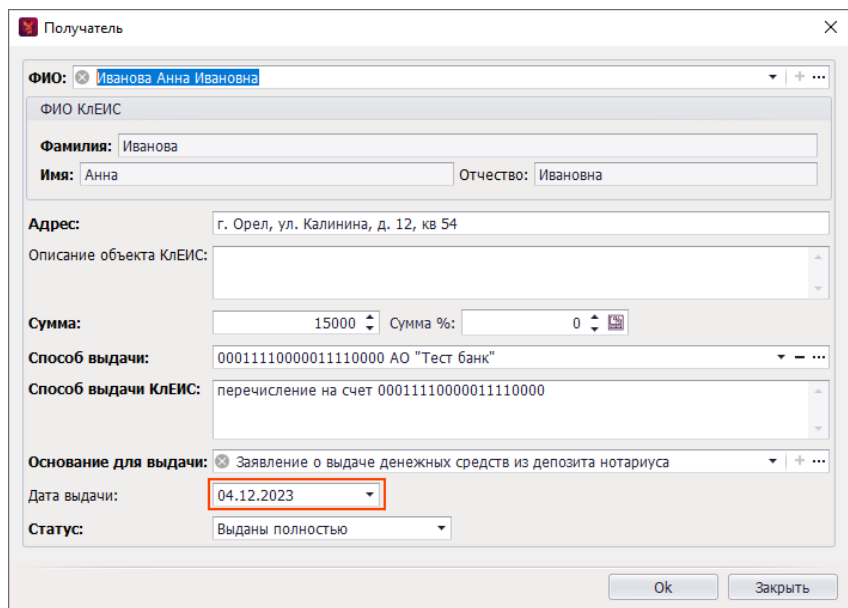 Получатель
ФИО: Иванова Анна Ивановна
ФИО КлЕИС
Фамилия: Иванова
Имя: Анна Отчество: Ивановна
Адрес: г. Орел, ул. Калинина, д. 12, кв 54
Описание объекта КлЕИС:
Сумма: 15000 Сумма %: 0
Способ выдачи: 00011110000011110000 АО "Тест банк"
Способ выдачи КлЕИС: перечисление на счет 00011110000011110000
Основание для выдачи: Заявление о выдаче денежных средств из депозита нотариуса
Дата выдачи: 04.12.2023
Статус: Выданы полностью
Ok Закрыть